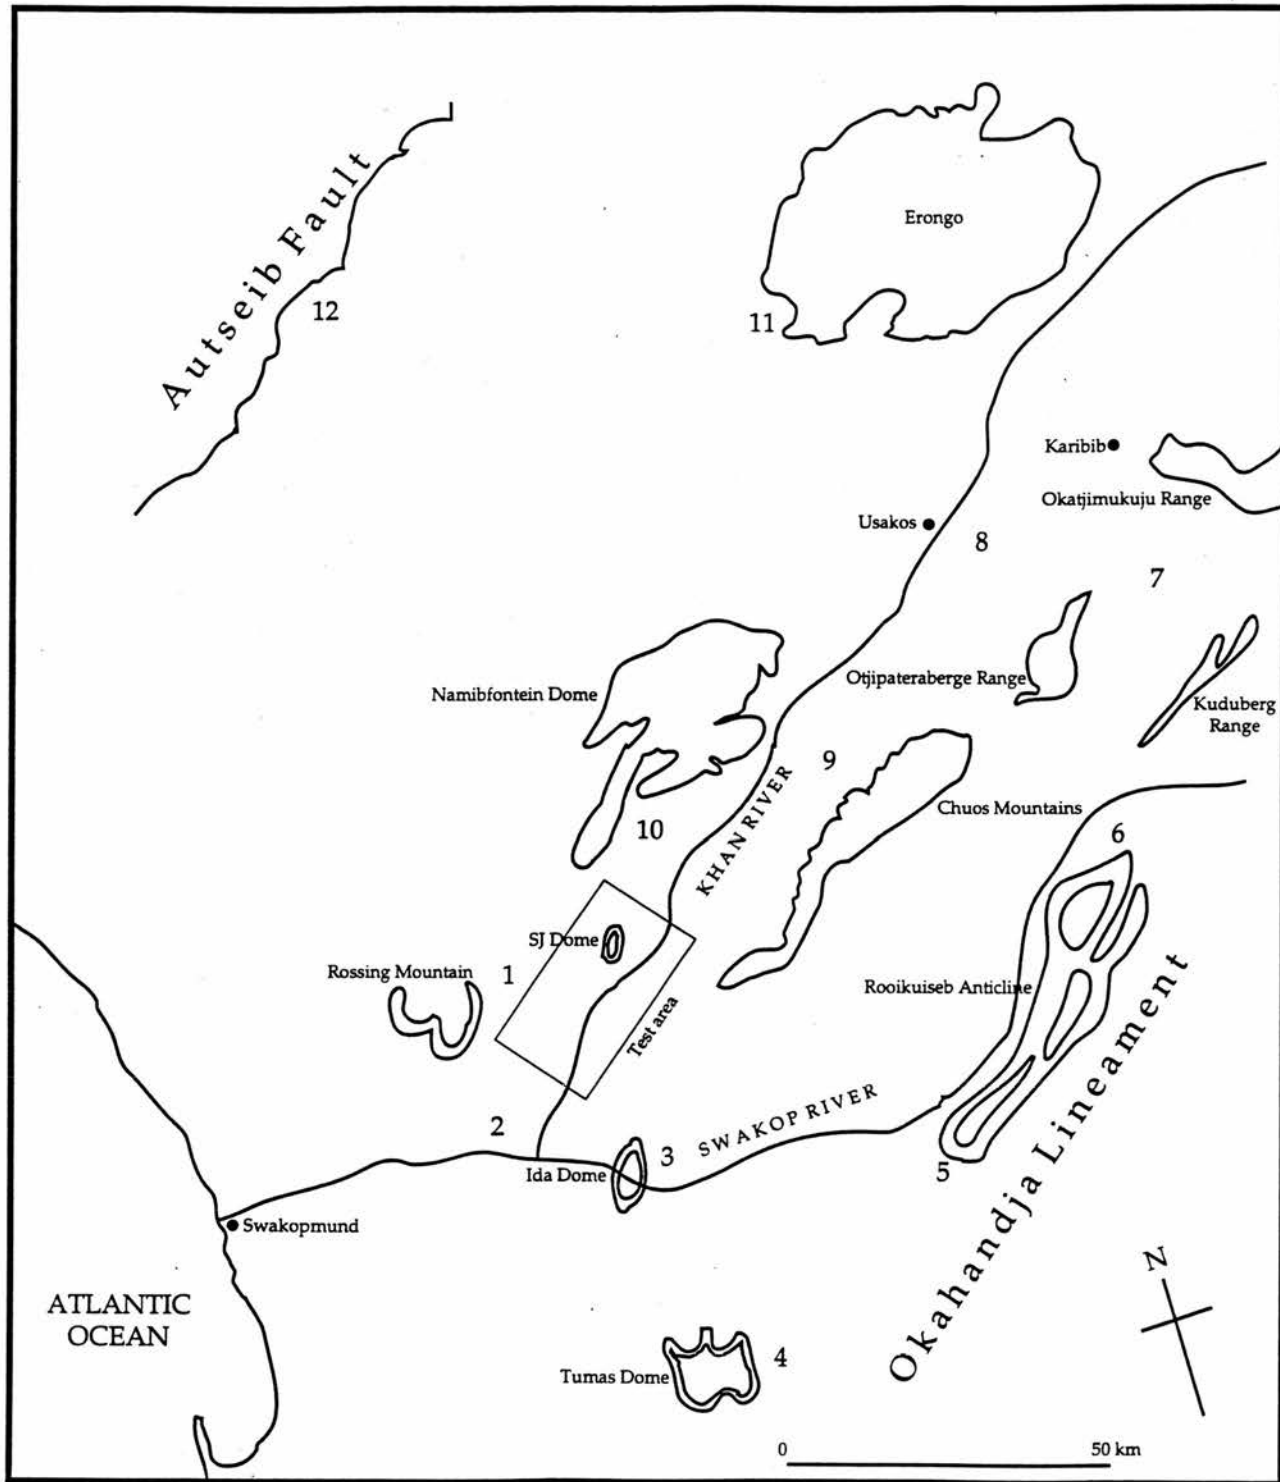 Autseib Fault
12
Erongo
11
Karibib
Okatjimukuju Range
Usakos
8
7
Namibfontein Dome
Otjipateraberge Range
Kuduberg
Range
9
KHAN RIVER
Chuos Mountains
10
6
SJ Dome
Rossing Mountain
1
Test area
Rooikuiseb Anticline
2
SWAKOP RIVER
Ida Dome
3
5
Okahandja Lineament
Swakopmund
N
ATLANTIC
OCEAN
Tumas Dome
4
0
50 km